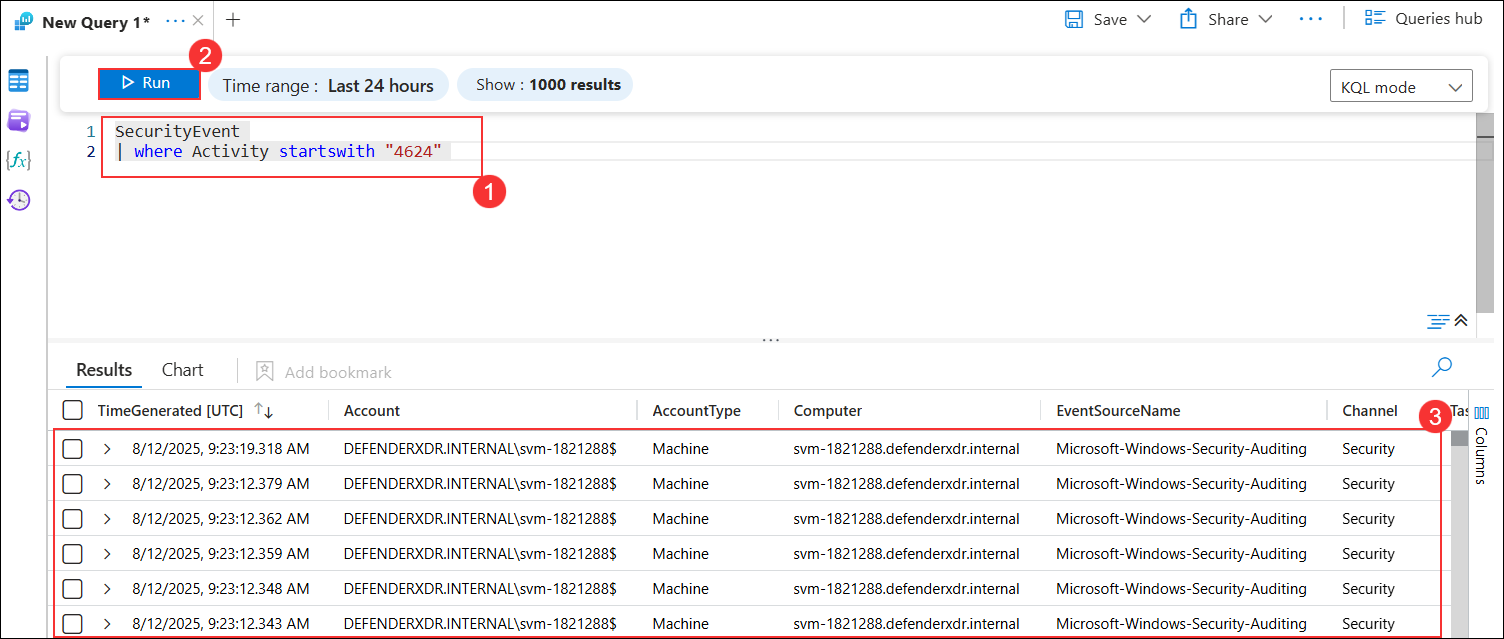 New Query 1* ··· × +
Save Share ··· Queries hub
2
Run Time range : Last 24 hours Show : 1000 results KQL mode
1 SecurityEvent
2 | where Activity startswith "4624"
{fx}
1
Results Chart Add bookmark
TimeGenerated [UTC] ↑↓ Account AccountType Computer EventSourceName Channel 3
8/12/2025, 9:23:19.318 AM DEFENDERXDR.INTERNAL\svm-1821288$ Machine svm-1821288.defenderxdr.internal Microsoft-Windows-Security-Auditing Security
8/12/2025, 9:23:12.379 AM DEFENDERXDR.INTERNAL\svm-1821288$ Machine svm-1821288.defenderxdr.internal Microsoft-Windows-Security-Auditing Security
8/12/2025, 9:23:12.362 AM DEFENDERXDR.INTERNAL\svm-1821288$ Machine svm-1821288.defenderxdr.internal Microsoft-Windows-Security-Auditing Security
8/12/2025, 9:23:12.359 AM DEFENDERXDR.INTERNAL\svm-1821288$ Machine svm-1821288.defenderxdr.internal Microsoft-Windows-Security-Auditing Security
8/12/2025, 9:23:12.348 AM DEFENDERXDR.INTERNAL\svm-1821288$ Machine svm-1821288.defenderxdr.internal Microsoft-Windows-Security-Auditing Security
8/12/2025, 9:23:12.343 AM DEFENDERXDR.INTERNAL\svm-1821288$ Machine svm-1821288.defenderxdr.internal Microsoft-Windows-Security-Auditing Security
Columns